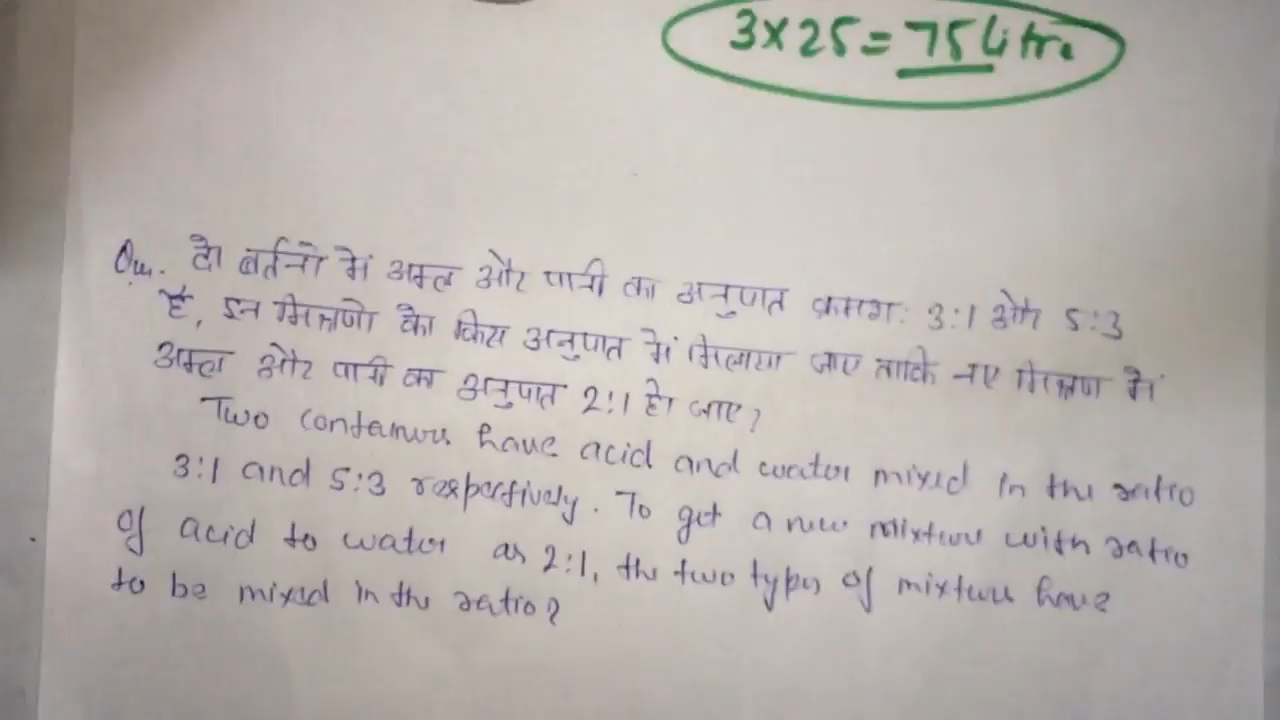 3×25 = 75 Litre
Qu. दो बर्तनो में अम्ल और पानी का अनुपात क्रमश: 3:1 और 5:3
है, इन मिश्रणो को किस अनुपात में मिलाया जाए ताकि नए मिश्रण में
अम्ल और पानी का अनुपात 2:1 हो जाए?
Two containers have acid and water mixed in the ratio
3:1 and 5:3 respectively. To get a new mixture with ratio
of acid to water as 2:1, the two types of mixture have
to be mixed in the ratio?